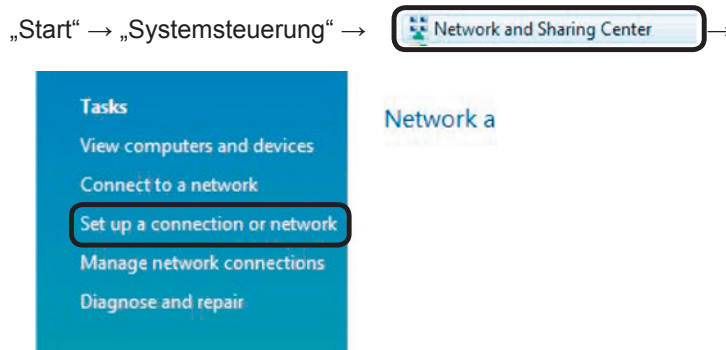 „Start“ → „Systemsteuerung“ → Network and Sharing Center →
Tasks
Network a
View computers and devices
Connect to a network
Set up a connection or network
Manage network connections
Diagnose and repair